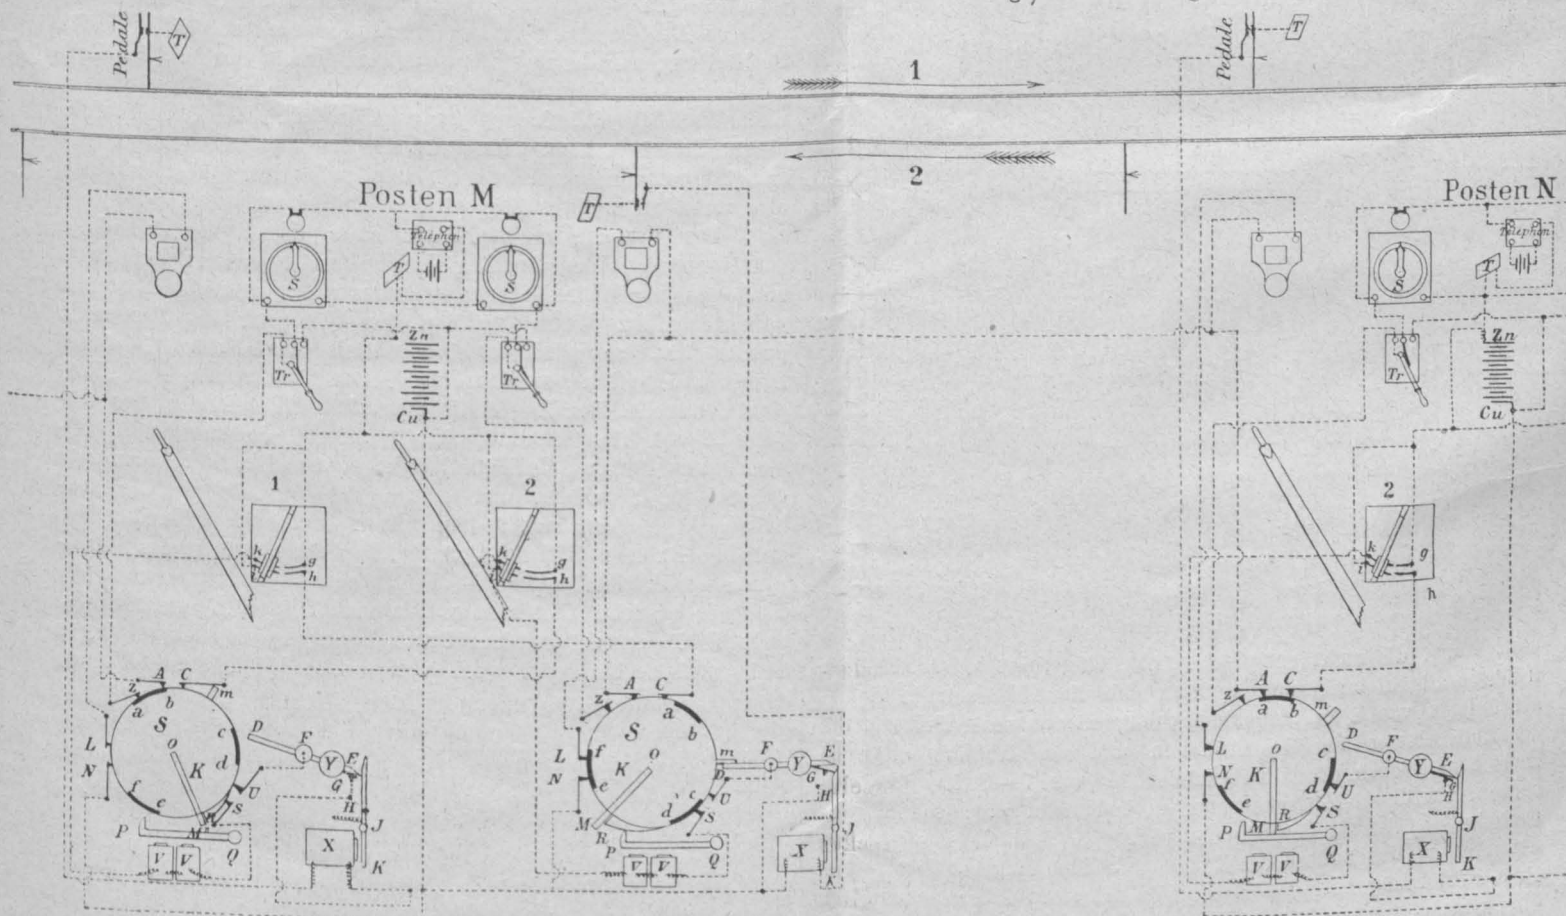 Pedale
T
1
Pedale
T
2
Posten M
Posten N
T
Telephon
T
S
S
Telephon
T
S
Zn
Tr
Tr
Cu
Zn
Tr
Cu
1
2
2
k
g
h
k
i
g
h
k
i
g
h
A
C
z
a
b
m
S
c
D
F
L
o
d
Y
E
N
K
G
f
U
H
e
S
J
P
M
Q
V
V
X
K
A
C
z
a
b
S
f
o
m
F
E
L
D
Y
K
G
N
e
c
U
H
d
S
M
R
J
P
Q
V
V
X
K
A
C
z
a
b
m
D
F
L
o
c
Y
E
N
K
d
U
G
H
f
e
S
J
P
M
R
Q
V
V
X
K